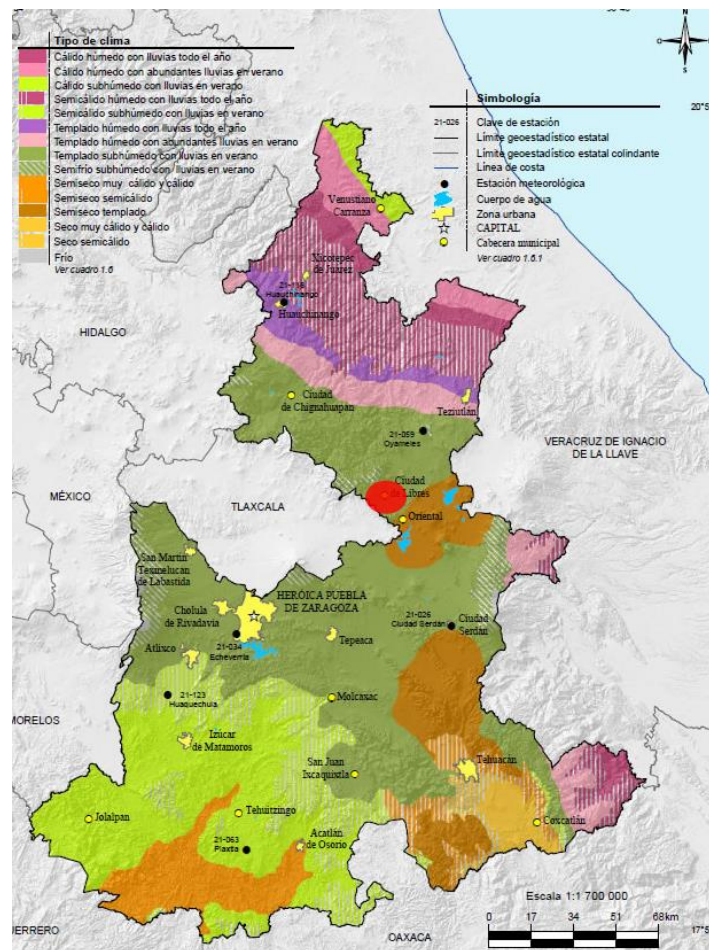 Tipo de clima
Cálido húmedo con lluvias todo el año
Cálido húmedo con abundantes lluvias en verano
Cálido subhúmedo con lluvias en verano
Semicálido húmedo con lluvias todo el año
Semicálido subhúmedo con lluvias en verano
Templado húmedo con lluvias todo el año
Templado húmedo con abundantes lluvias en verano
Templado subhúmedo con lluvias en verano
Semifrío subhúmedo con lluvias en verano
Semiseco muy cálido y cálido
Semiseco semicálido
Semiseco templado
Seco muy cálido y cálido
Seco semicálido
Frío
Ver cuadro 1.6
N
S
20°5
Simbología
21-026 Clave de estación
Límite geoestadístico estatal
Límite geoestadístico estatal colindante
Línea de costa
Estación meteorológica
Cuerpo de agua
Zona urbana
CAPITAL
Cabecera municipal
Ver cuadro 1.6.1
Venustiano
Carranza
Xicotepec
de Juárez
21-118
Huauchinango
Huauchinango
HIDALGO
Ciudad
de Chignahuapan
Teziutlán
21-059
Oyameles
VERACRUZ DE IGNACIO
DE LA LLAVE
MÉXICO
TLAXCALA
Ciudad
de Libres
Oriental
San Martín
Texmelucan
de Labastida
HERÓICA PUEBLA
DE ZARAGOZA
Cholula
de Rivadavia
21-034
Echeverría
Tepeaca
21-026
Ciudad Serdán
Ciudad
Serdán
Atlixco
21-123
Huaquechula
Molcaxac
MORELOS
Izúcar
de Matamoros
San Juan
Ixcaquixtla
Tehuacán
Jolalpan
Tehuitzingo
Coxcatlán
21-063
Piaxtla
Acatlán
de Osorio
Escala 1:1 700 000
0 17 34 51 68km
UERRERO
OAXACA
17°5